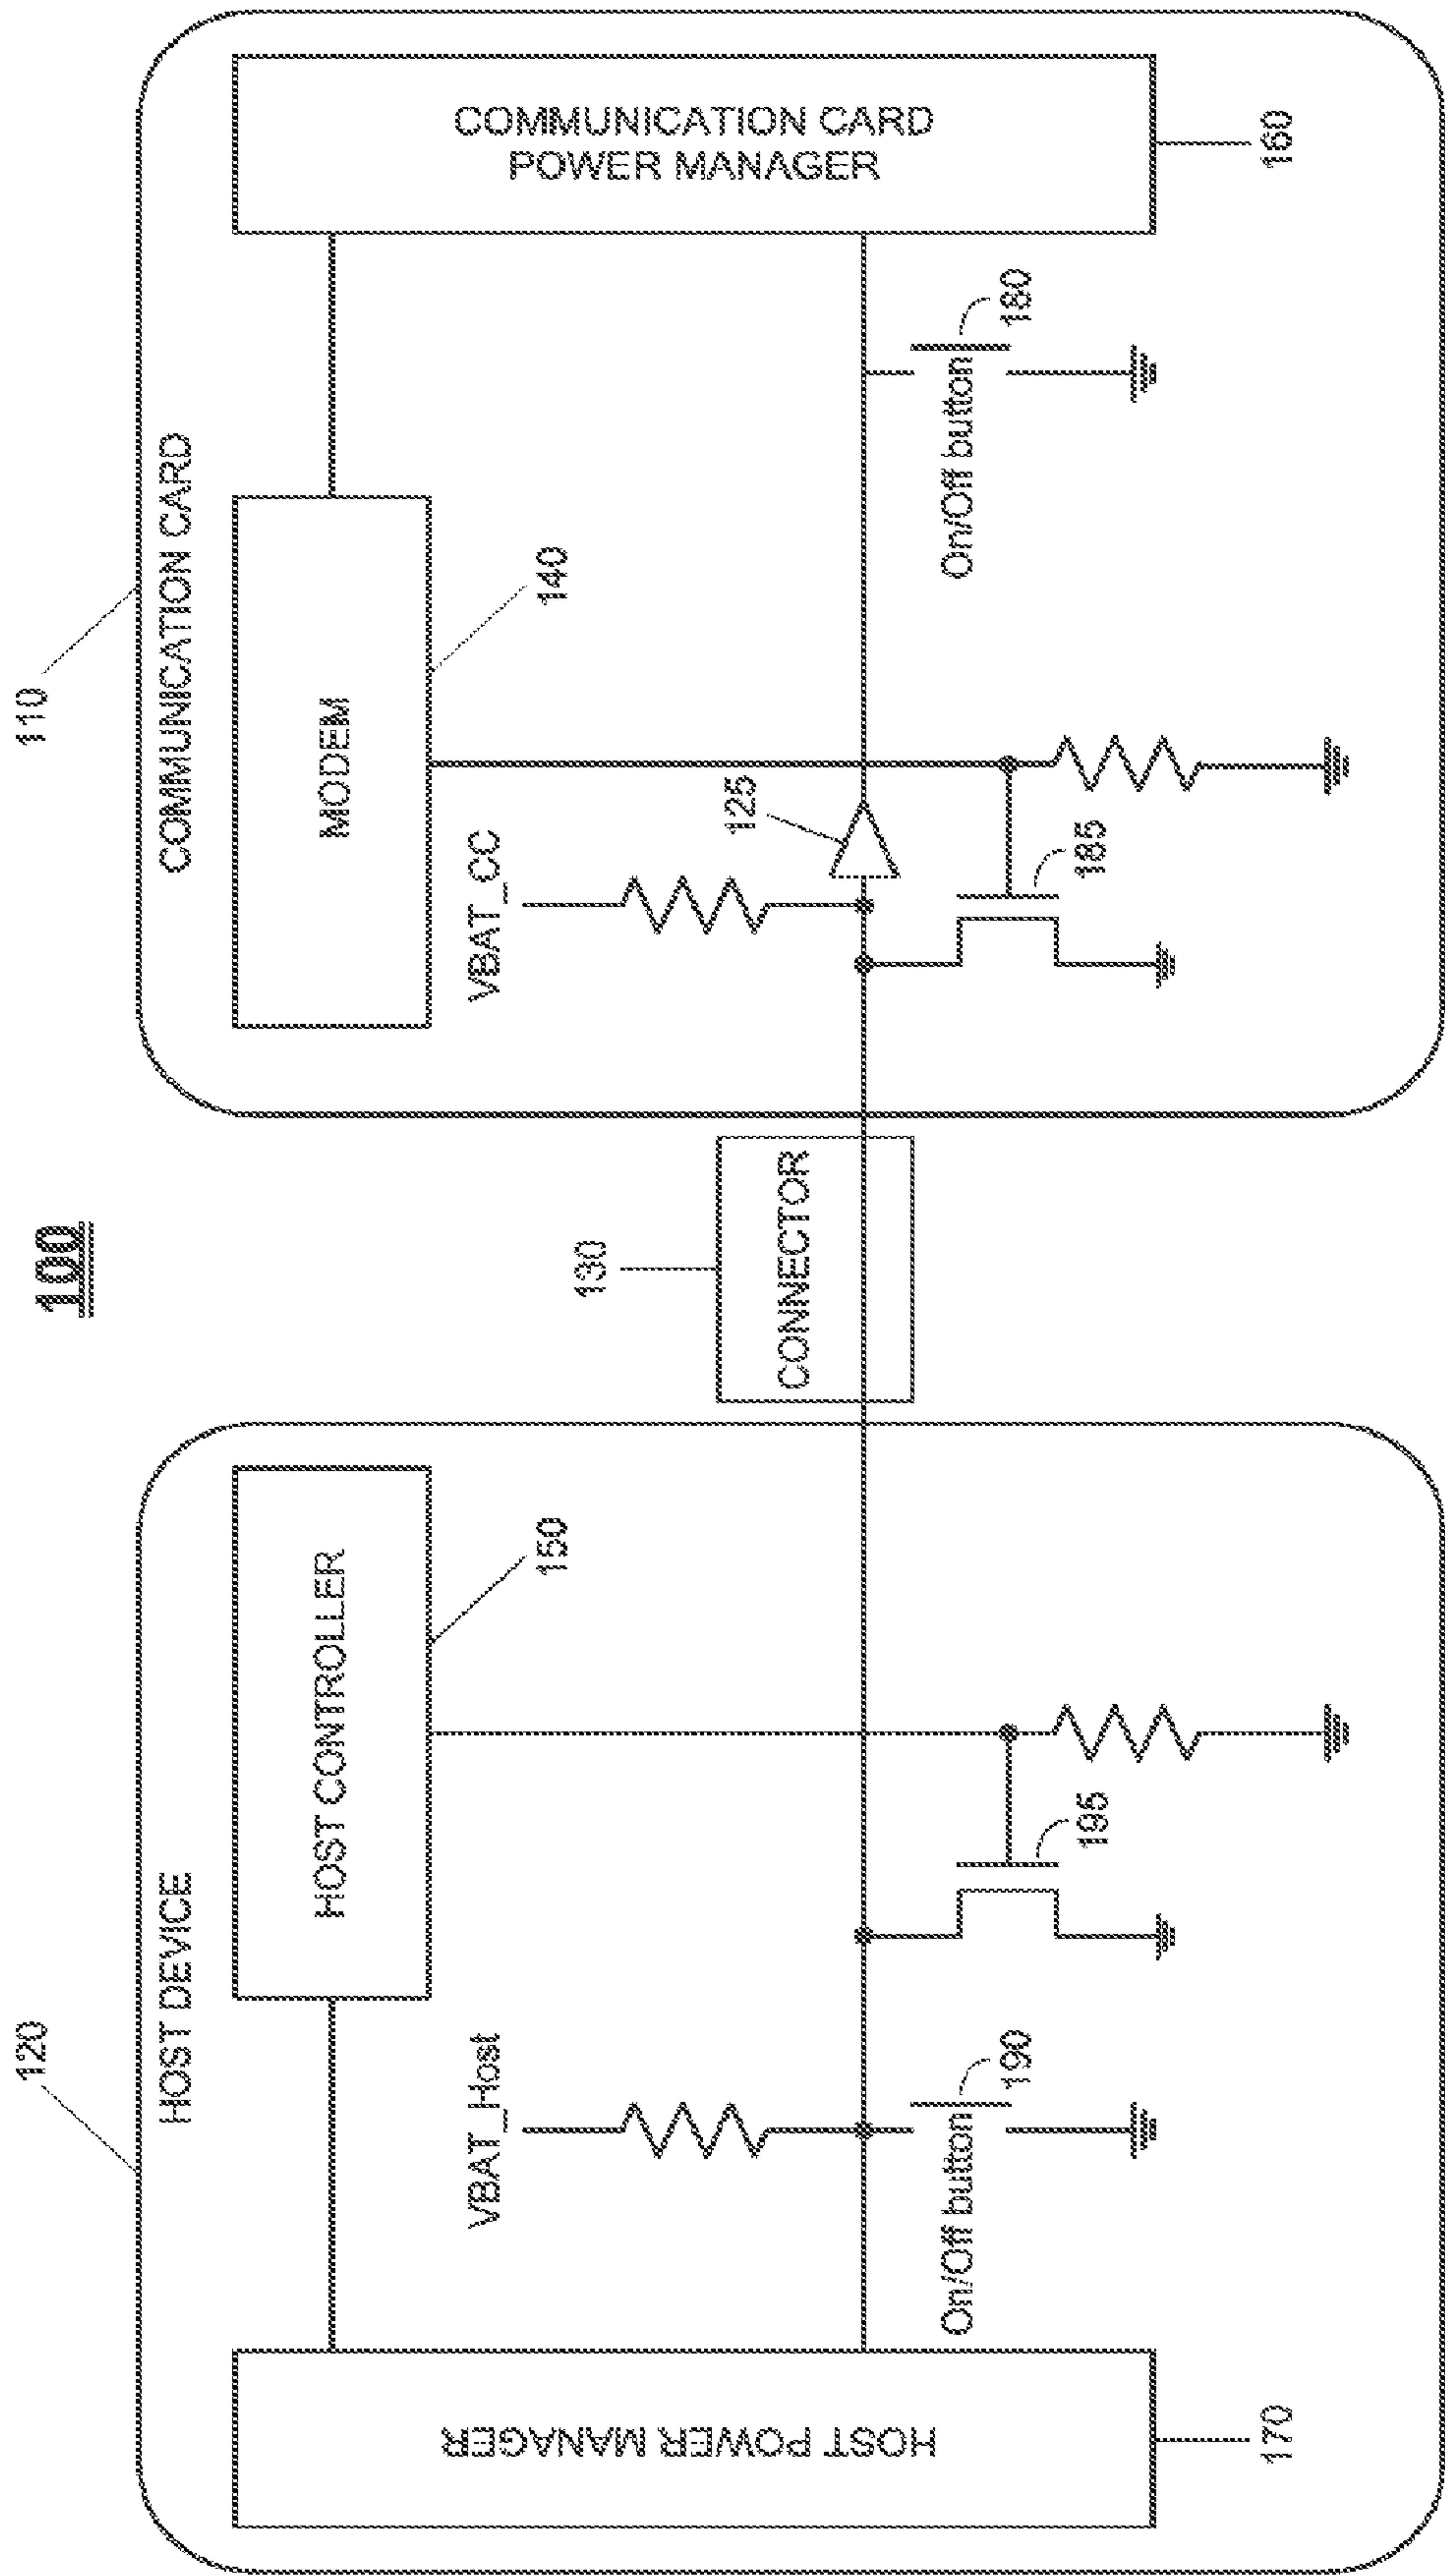 100
120
HOST DEVICE
HOST CONTROLLER
150
HOST POWER MANAGER
170
VBAT_Host
On/Off button
190
195
130
CONNECTOR
110
COMMUNICATION CARD
MODEM
140
VBAT_CC
125
185
On/Off button
180
COMMUNICATION CARD
POWER MANAGER
160